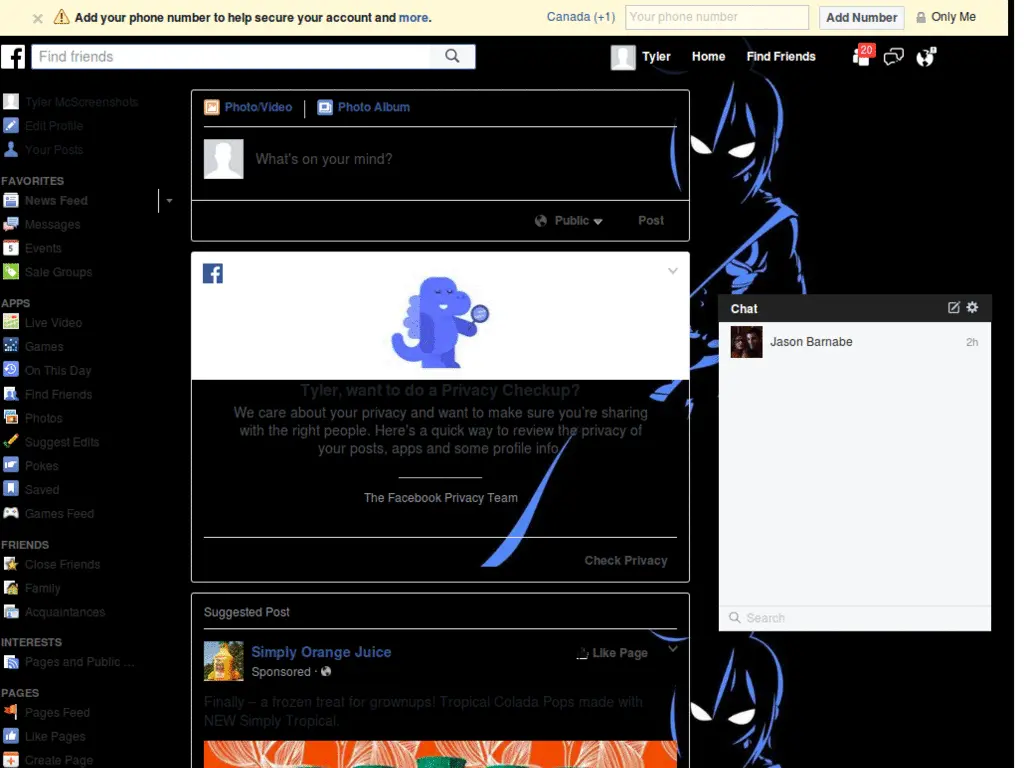 Add your phone number to help secure your account and more.
Canada (+1)
Your phone number
Add Number
Only Me
Find friends
Tyler
Home
Find Friends
20
Tyler McScreenshots
Edit Profile
Your Posts
FAVORITES
News Feed
Messages
5
Events
Sale Groups
APPS
Live Video
Games
On This Day
Find Friends
Photos
Suggest Edits
Pokes
Saved
Games Feed
FRIENDS
Close Friends
Family
Acquaintances
INTERESTS
Pages and Public ...
PAGES
Pages Feed
Like Pages
Create Page
Photo/Video
Photo Album
What's on your mind?
Public
Post
Tyler, want to do a Privacy Checkup?
We care about your privacy and want to make sure you're sharing
with the right people. Here's a quick way to review the privacy of
your posts, apps and some profile info.
The Facebook Privacy Team
Check Privacy
Suggested Post
Simply Orange Juice
Like Page
Sponsored ·
Finally – a frozen treat for grownups! Tropical Colada Pops made with
NEW Simply Tropical.
Chat
Jason Barnabe
2h
Search